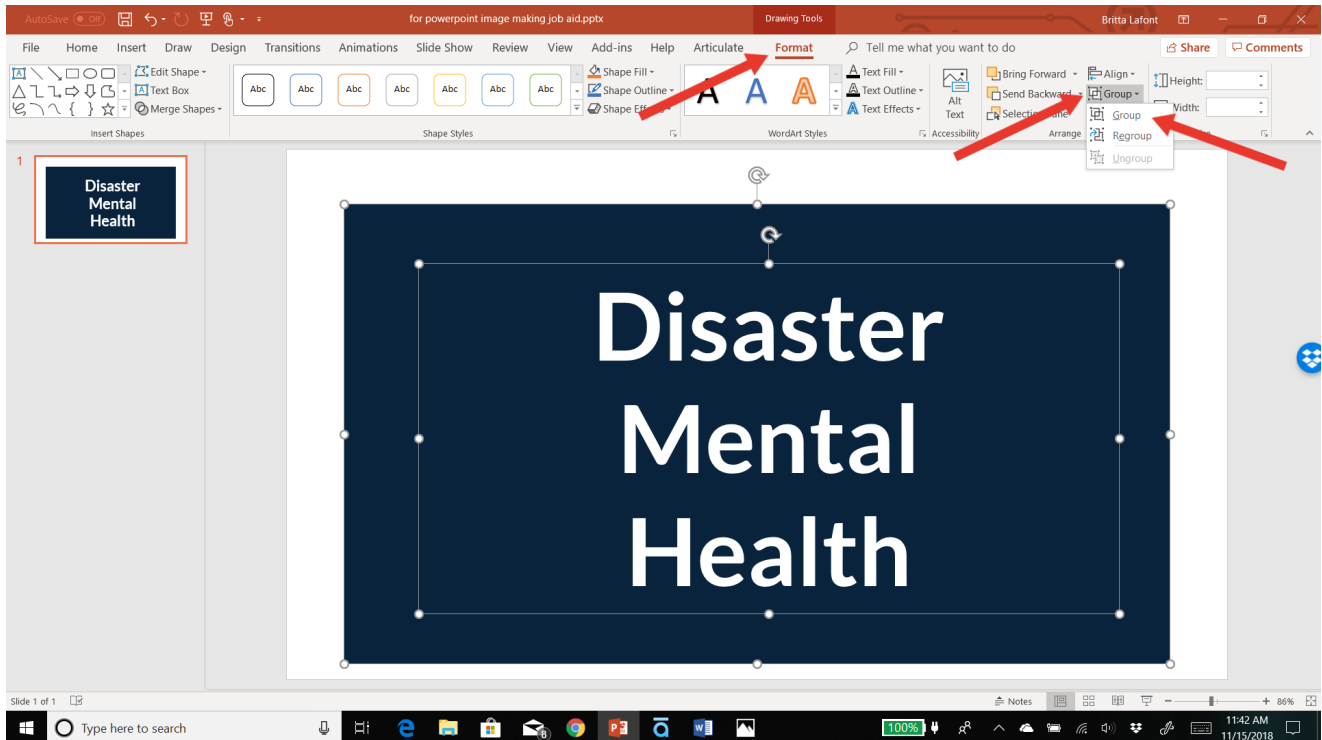 AutoSave Off for powerpoint image making job aid.pptx Drawing Tools Britta Lafont
File Home Insert Draw Design Transitions Animations Slide Show Review View Add-ins Help Articulate Format Tell me what you want to do Share Comments
Edit Shape
Text Box
Merge Shapes
Insert Shapes
Abc Abc Abc Abc Abc Abc Abc
Shape Fill
Shape Outline
Shape Effects
Shape Styles
A A A
Text Fill
Text Outline
Text Effects
WordArt Styles
Alt
Text
Accessibility
Bring Forward
Send Backward
Selection Pane
Align
Group
Arrange
Height:
Width:
Group
Regroup
Ungroup
1
Disaster
Mental
Health
Disaster
Mental
Health
Slide 1 of 1 Notes 86%
Type here to search 8 100% 11:42 AM
11/15/2018